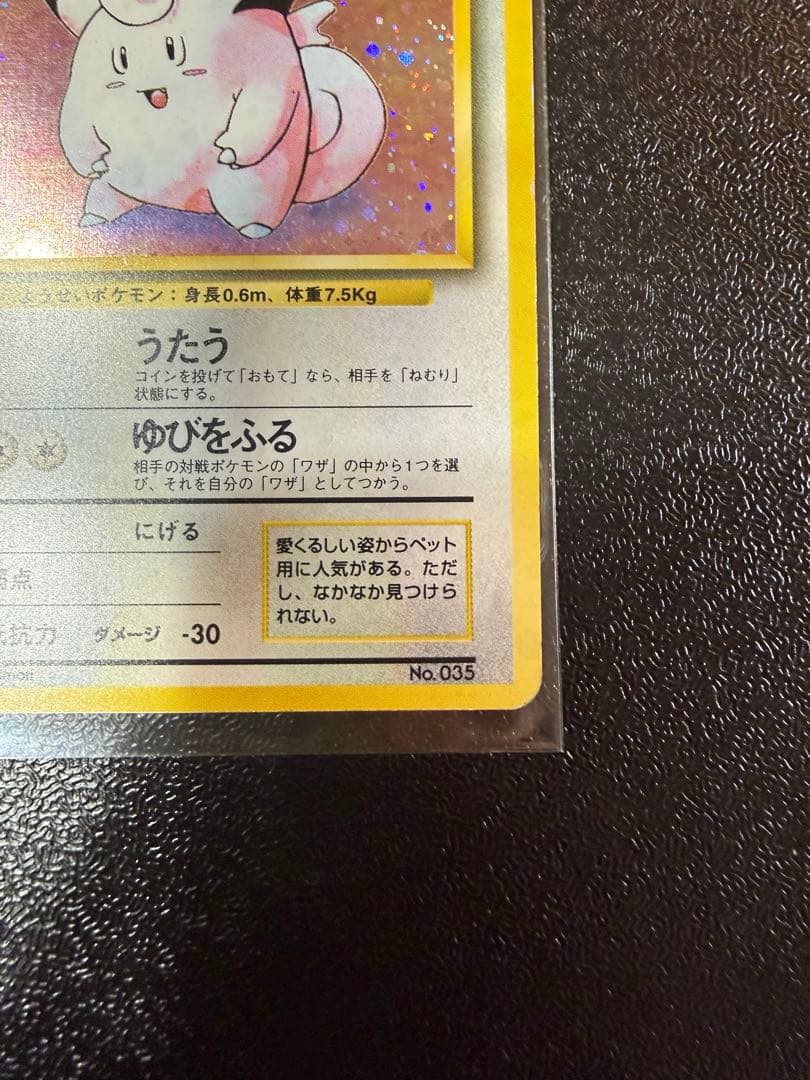 ようせいポケモン：身長0.6m、体重7.5Kg
うたう
コインを投げて「おもて」なら、相手を「ねむり」
状態にする。
ゆびをふる
相手の対戦ポケモンの「ワザ」の中から1つを選
び、それを自分の「ワザ」としてつかう。
にげる
弱点
抵抗力 ダメージ -30
愛くるしい姿からペット
用に人気がある。ただ
し、なかなか見つけら
れない。
No.035